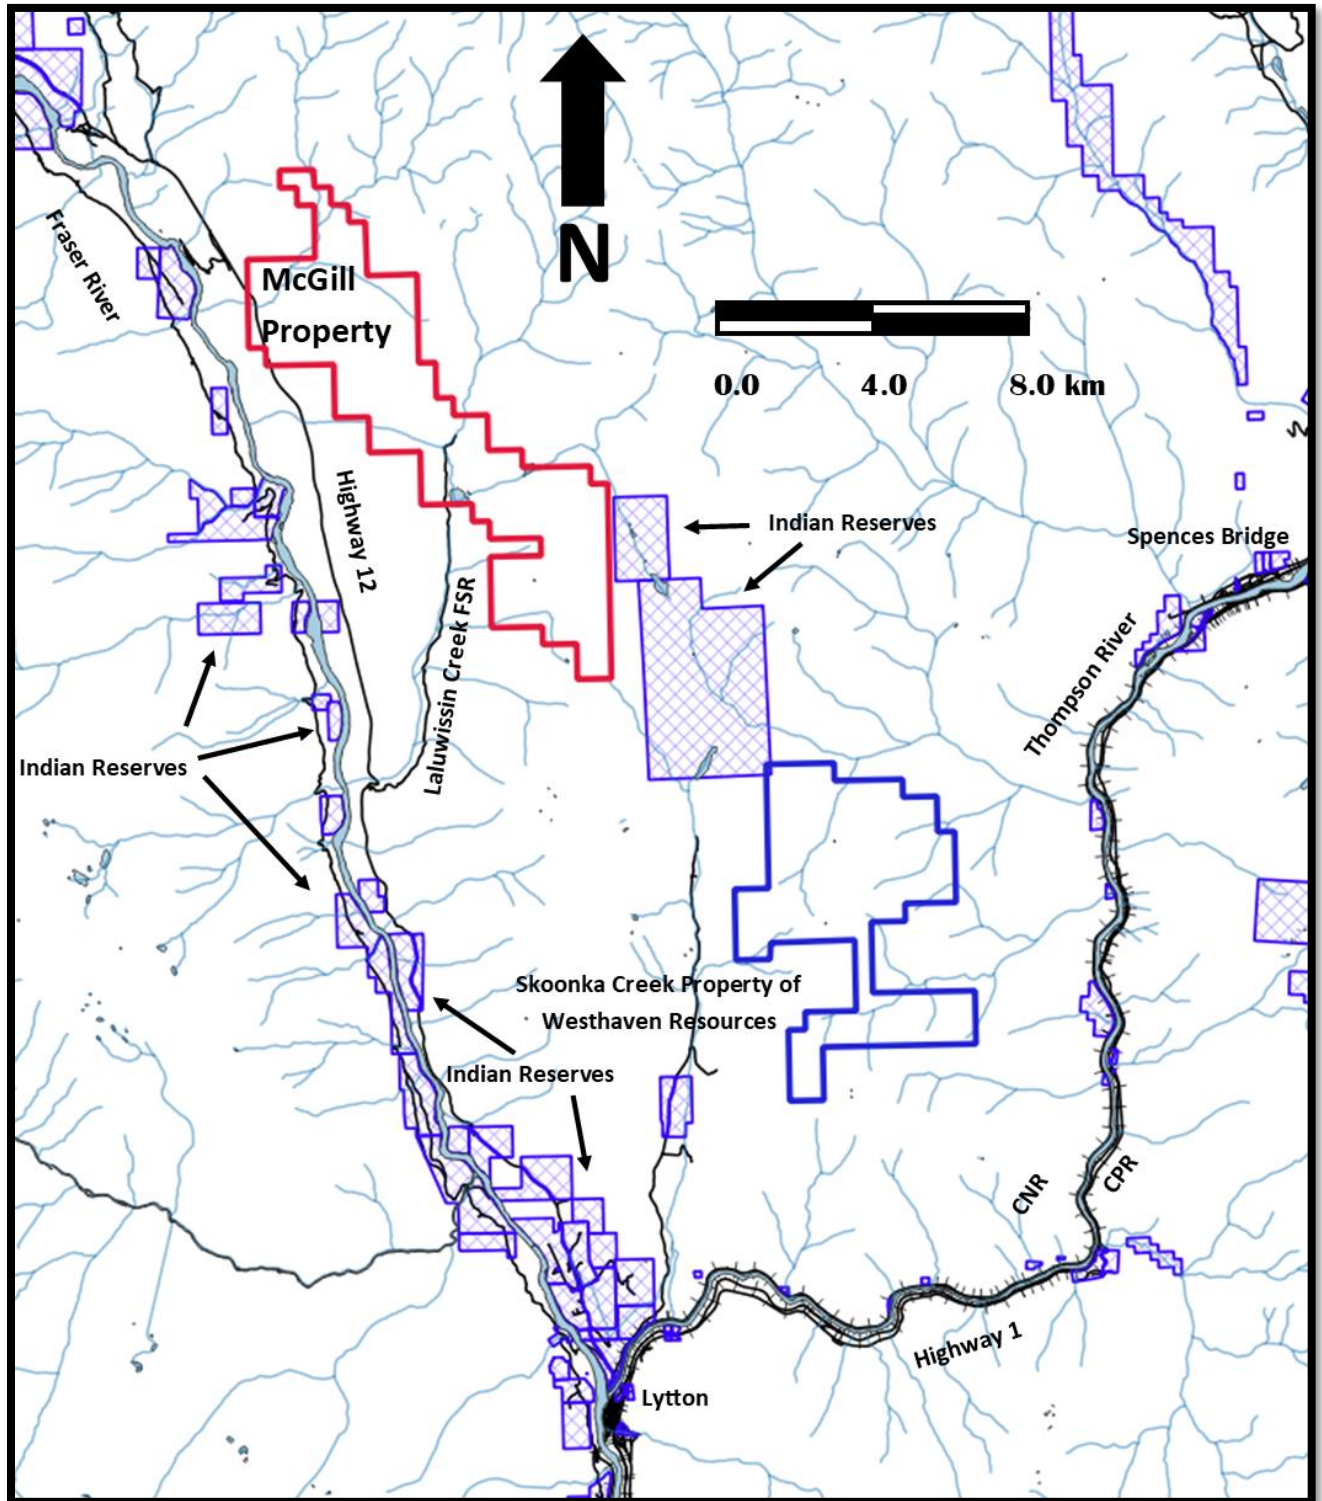 N
McGill
Property
Fraser River
0.0 4.0 8.0 km
Highway 12
Indian Reserves
Spences Bridge
Laluwissin Creek FSR
Thompson River
Indian Reserves
Skoonka Creek Property of
Westhaven Resources
Indian Reserves
CNR
CPR
Highway 1
Lytton